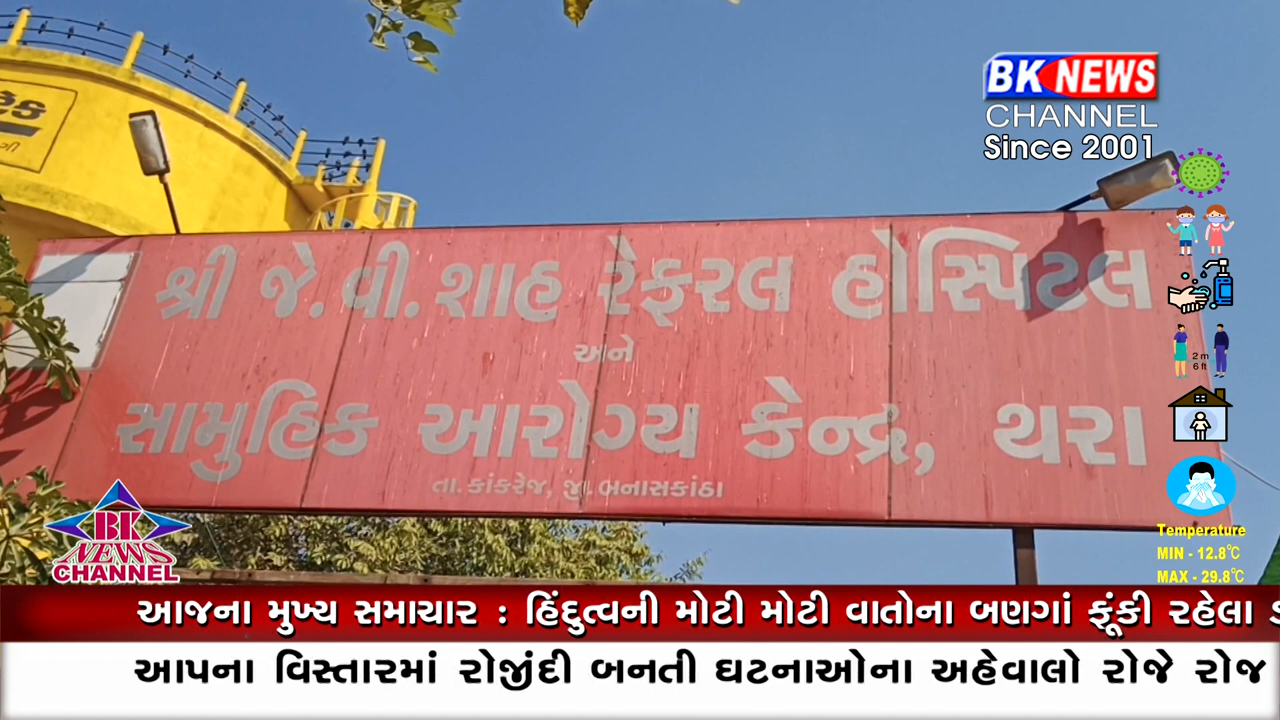 BK NEWS
CHANNEL
Since 2001
શ્રી જે.વી.શાહ રેફરલ હોસ્પિટલ
અને
સામુહિક આરોગ્ય કેન્દ્ર, થરા
તા.કાંકરેજ, જી.બનાસકાંઠા
2 m
6 ft
Temperature
MIN - 12.8℃
MAX - 29.8℃
BK
NEWS
CHANNEL
આજના મુખ્ય સમાચાર : હિંદુત્વની મોટી મોટી વાતોના બણગાં ફૂંકી રહેલા
આપના વિસ્તારમાં રોજીંદી બનતી ઘટનાઓના અહેવાલો રોજે રોજ